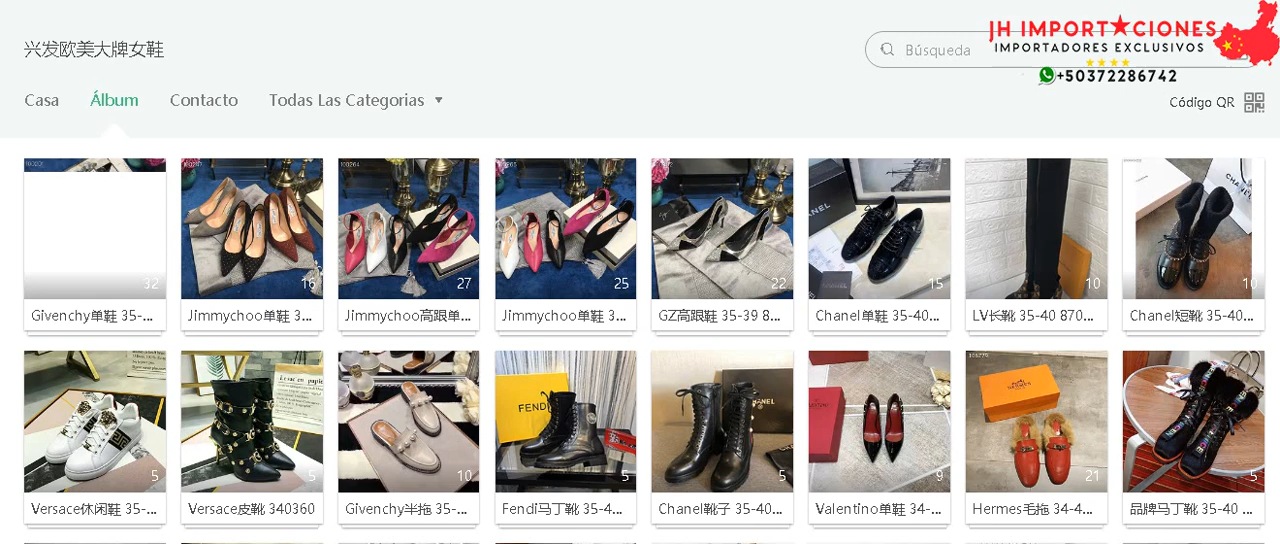 兴发欧美大牌女鞋
Búsqueda
JH IMPORT★CIONES
IMPORTADORES EXCLUSIVOS
+50372286742
Casa
Álbum
Contacto
Todas Las Categorias
Código QR
32
16
27
25
22
15
10
10
Givenchy单鞋 35-...
Jimmychoo单鞋 3...
Jimmychoo高跟单...
Jimmychoo单鞋 3...
GZ高跟鞋 35-39 8...
Chanel单鞋 35-40...
LV长靴 35-40 870...
Chanel短靴 35-40...
FENDI
5
5
10
5
5
9
21
5
Versace休闲鞋 35-...
Versace皮靴 340360
Givenchy半拖 35-...
Fendi马丁靴 35-4...
Chanel靴子 35-40...
Valentino单鞋 34-...
Hermes毛拖 34-4...
品牌马丁靴 35-40 ...